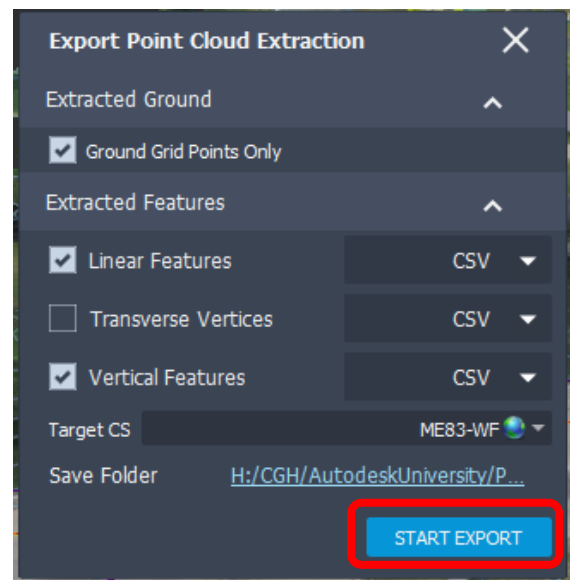 Export Point Cloud Extraction
Extracted Ground
Ground Grid Points Only
Extracted Features
Linear Features CSV
Transverse Vertices CSV
Vertical Features CSV
Target CS ME83-WF
Save Folder H:/CGH/AutodeskUniversity/P...
START EXPORT